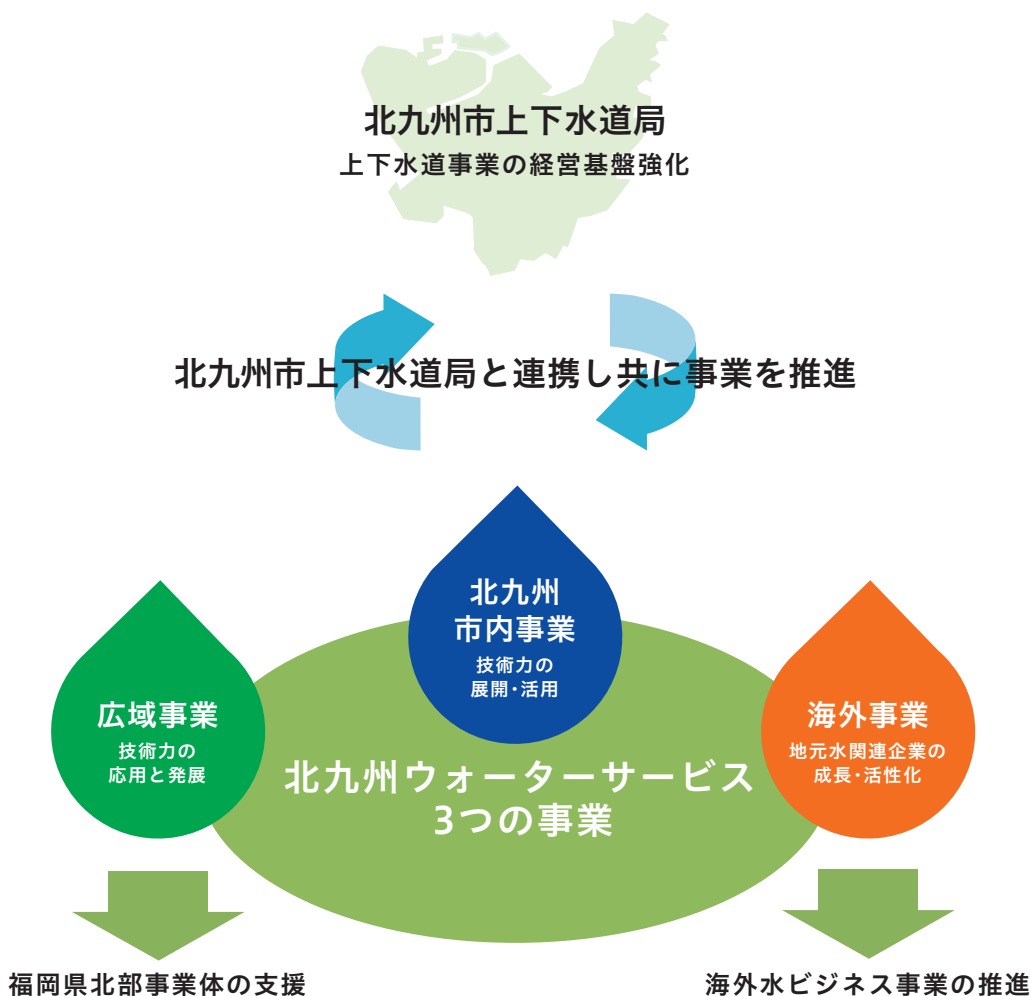 北九州市上下水道局
上下水道事業の経営基盤強化
北九州市上下水道局と連携し共に事業を推進
北九州
市内事業
技術力の
展開・活用
広域事業
技術力の
応用と発展
海外事業
地元水関連企業の
成長・活性化
北九州ウォーターサービス
3つの事業
福岡県北部事業体の支援
海外水ビジネス事業の推進